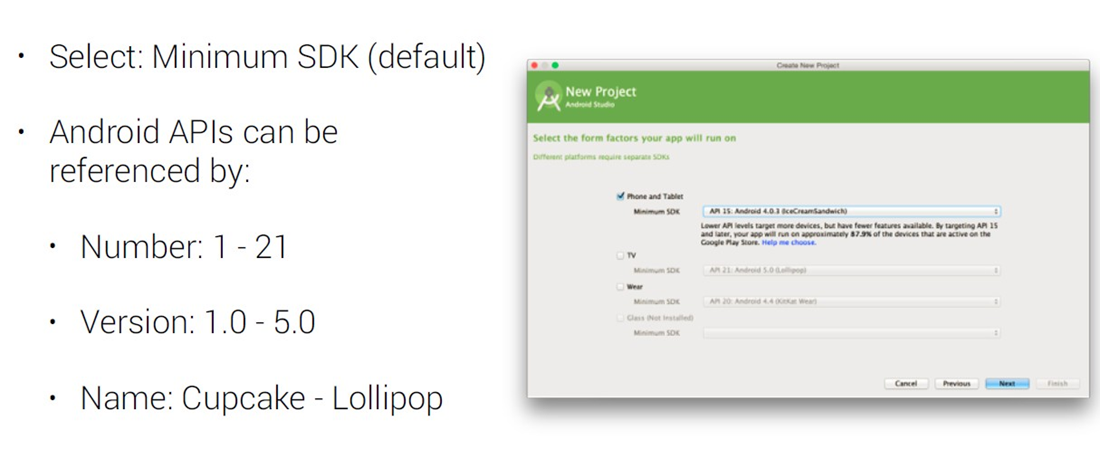 • Select: Minimum SDK (default)
• Android APIs can be
referenced by:
• Number: 1 - 21
• Version: 1.0 - 5.0
• Name: Cupcake - Lollipop
Create New Project
New Project
Android Studio
Select the form factors your app will run on
Different platforms require separate SDKs
Phone and Tablet
Minimum SDK API 15: Android 4.0.3 (IceCreamSandwich)
Lower API levels target more devices, but have fewer features available. By targeting API 15
and later, your app will run on approximately 87.9% of the devices that are active on the
Google Play Store. Help me choose.
TV
Minimum SDK API 21: Android 5.0 (Lollipop)
Wear
Minimum SDK API 20: Android 4.4 (KitKat Wear)
Glass (Not Installed)
Minimum SDK
Cancel Previous Next Finish